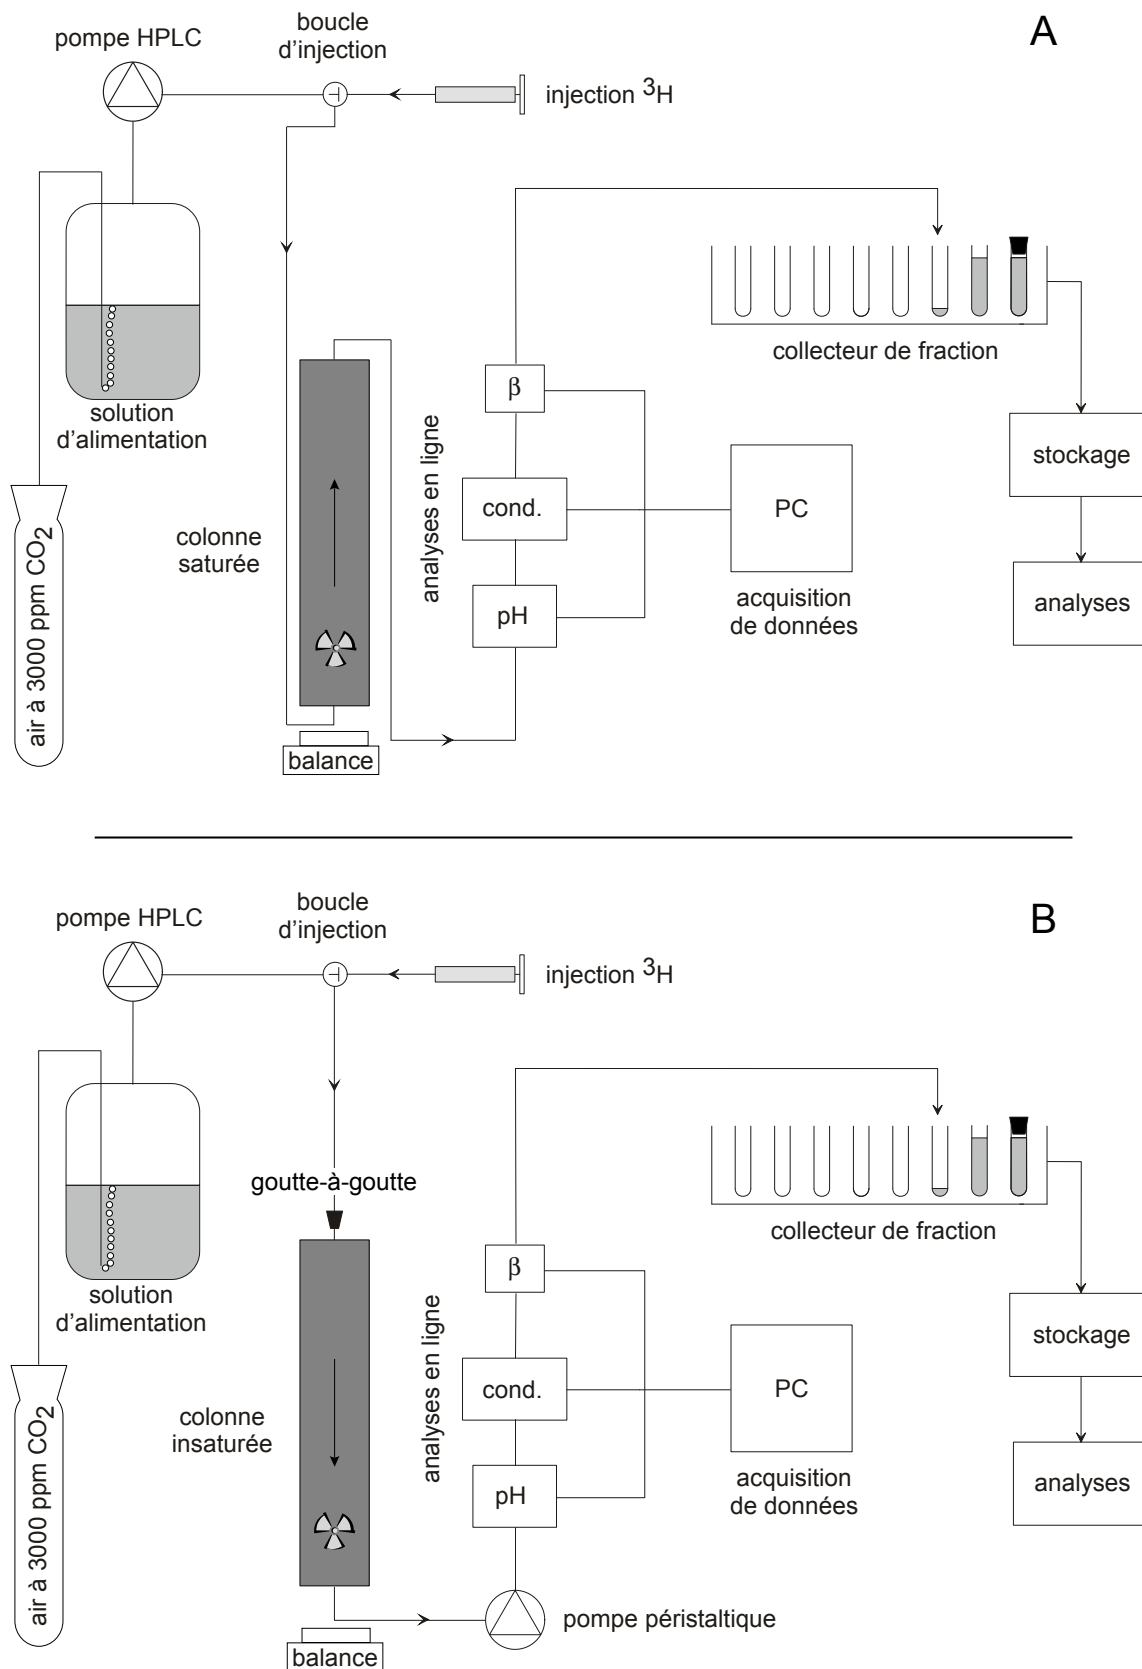 A
pompe HPLC
boucle
d'injection
injection ³H
solution
d'alimentation
air à 3000 ppm CO₂
colonne
saturée
balance
analyses en ligne
β
cond.
pH
PC
acquisition
de données
collecteur de fraction
stockage
analyses
B
pompe HPLC
boucle
d'injection
injection ³H
solution
d'alimentation
air à 3000 ppm CO₂
goutte-à-goutte
colonne
insaturée
balance
analyses en ligne
β
cond.
pH
pompe péristaltique
PC
acquisition
de données
collecteur de fraction
stockage
analyses